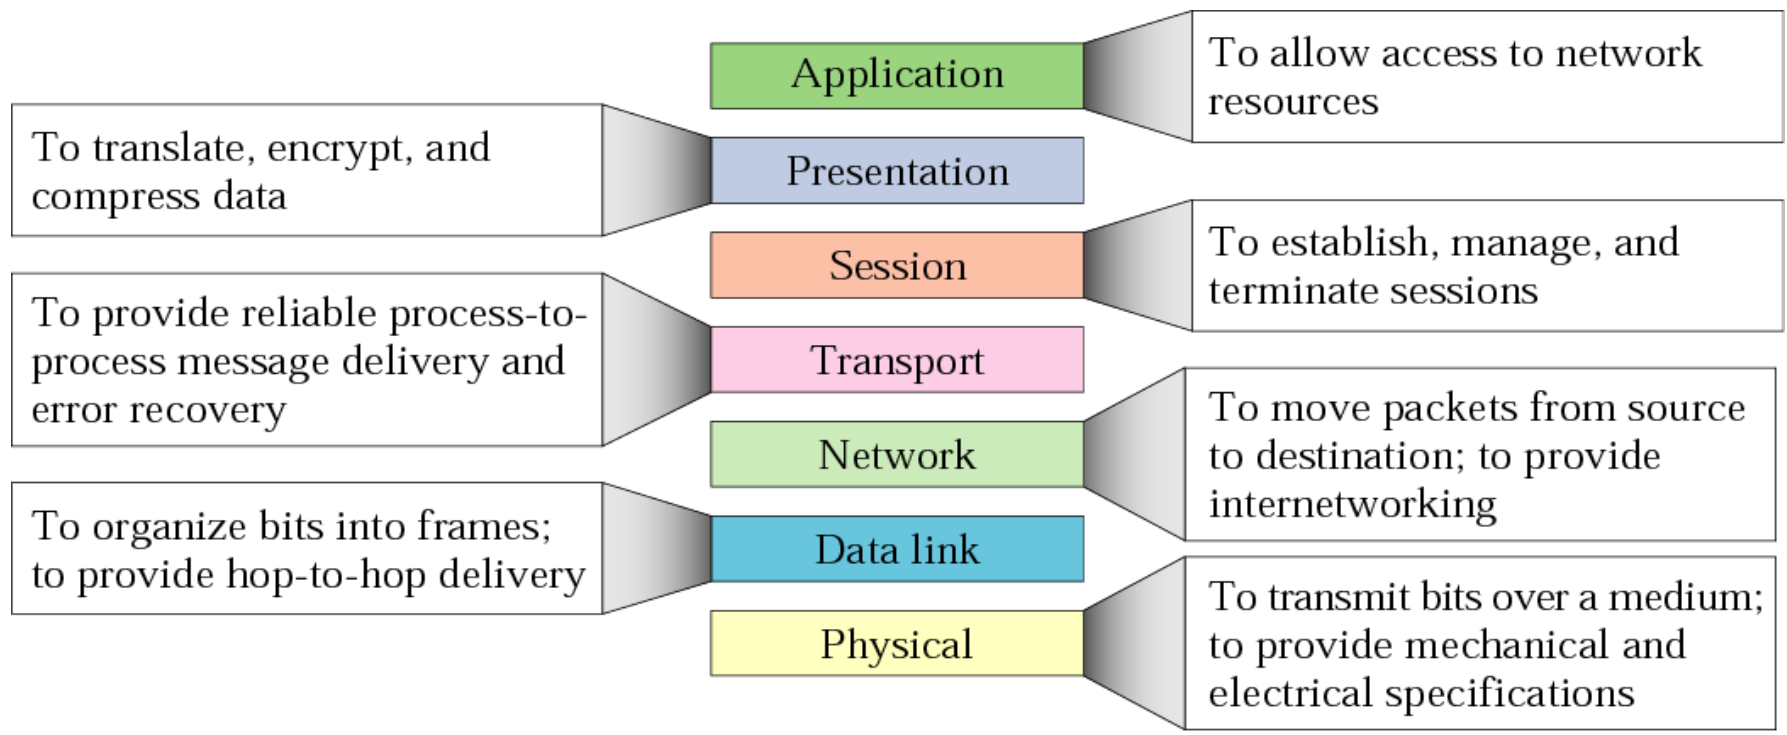 Application
To allow access to network
resources
To translate, encrypt, and
compress data
Presentation
Session
To establish, manage, and
terminate sessions
To provide reliable process-to-
process message delivery and
error recovery
Transport
Network
To move packets from source
to destination; to provide
internetworking
To organize bits into frames;
to provide hop-to-hop delivery
Data link
Physical
To transmit bits over a medium;
to provide mechanical and
electrical specifications